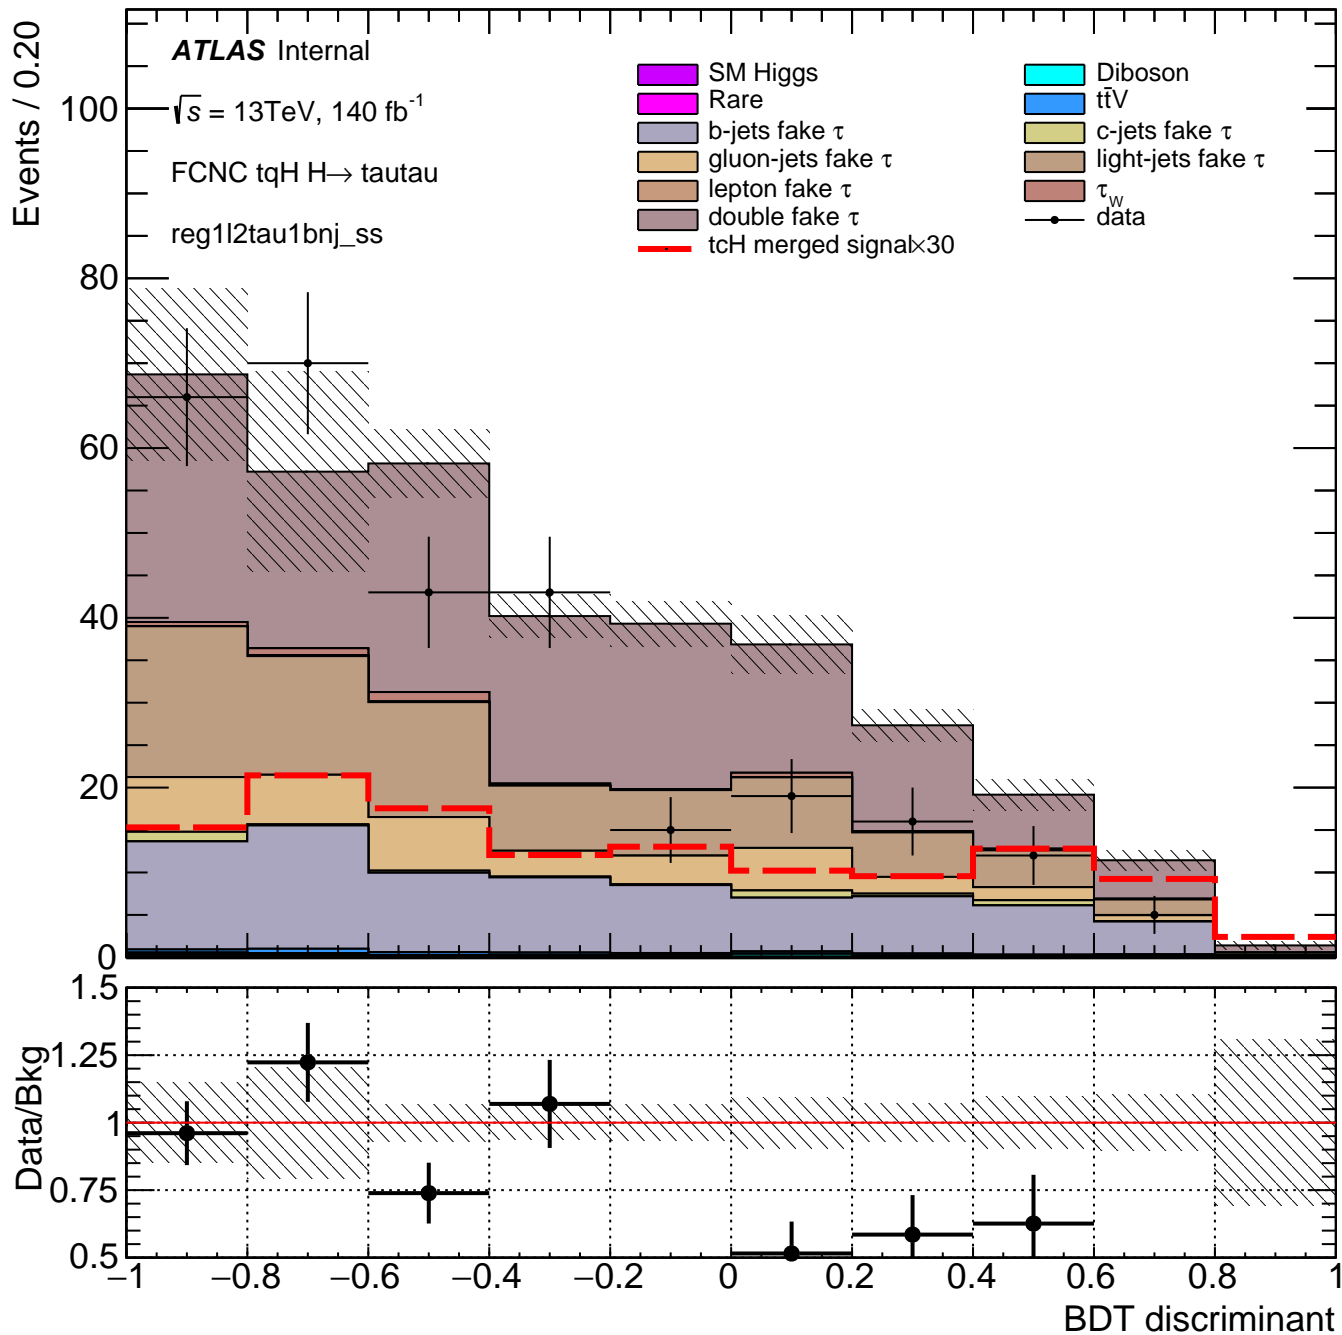 Events / 0.20
ATLAS Internal
√s = 13TeV, 140 fb⁻¹
FCNC tqH H→ tautau
reg1l2tau1bnj_ss
SM Higgs
Diboson
Rare
tt̄V
b-jets fake τ
c-jets fake τ
gluon-jets fake τ
light-jets fake τ
lepton fake τ
τ_W
double fake τ
data
tcH merged signal×30
100
80
60
40
20
0
Data/Bkg
1.5
1.25
1
0.75
0.5
−1 −0.8 −0.6 −0.4 −0.2 0 0.2 0.4 0.6 0.8 1
BDT discriminant